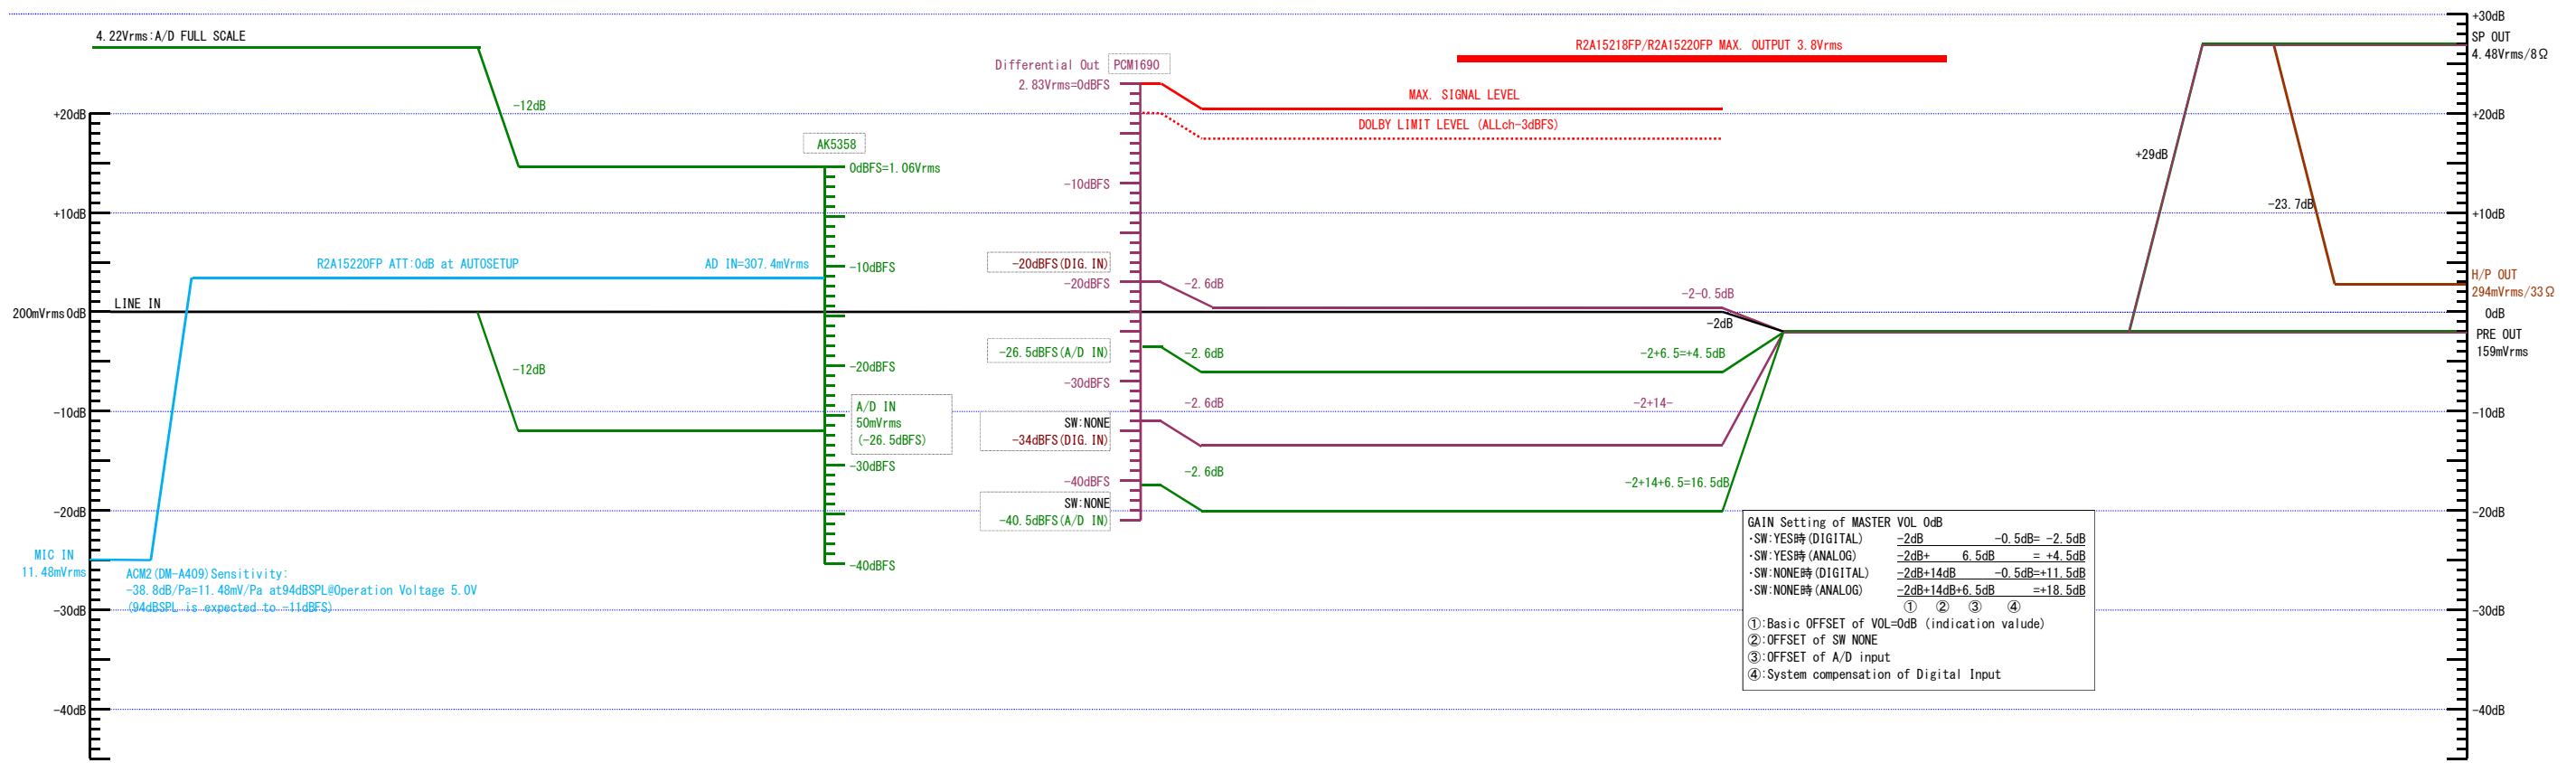 4.22Vrms:A/D FULL SCALE
-12dB
AK5358
0dBFS=1.06Vrms
-10dBFS
-20dBFS
A/D IN
50mVrms
(-26.5dBFS)
-30dBFS
-40dBFS
+20dB
+10dB
200mVrms 0dB
LINE IN
-10dB
-20dB
MIC IN
11.48mVrms
-30dB
-40dB
R2A15220FP ATT:0dB at AUTOSETUP
AD IN=307.4mVrms
-12dB
ACM2(DM-A409)Sensitivity:
-38.8dB/Pa=11.48mV/Pa at94dBSPL@Operation Voltage 5.0V
(94dBSPL is expected to -11dBFS)
Differential Out
PCM1690
2.83Vrms=0dBFS
-10dBFS
-20dBFS(DIG.IN)
-20dBFS
-26.5dBFS(A/D IN)
-30dBFS
SW:NONE
-34dBFS(DIG.IN)
-40dBFS
SW:NONE
-40.5dBFS(A/D IN)
-2.6dB
-2.6dB
-2.6dB
-2.6dB
R2A15218FP/R2A15220FP MAX. OUTPUT 3.8Vrms
MAX. SIGNAL LEVEL
DOLBY LIMIT LEVEL (ALLch-3dBFS)
-2-0.5dB
-2dB
-2+6.5=+4.5dB
-2+14-
-2+14+6.5=16.5dB
+29dB
-23.7dB
+30dB
SP OUT
4.48Vrms/8Ω
+20dB
+10dB
H/P OUT
294mVrms/33Ω
0dB
PRE OUT
159mVrms
-10dB
-20dB
-30dB
-40dB
GAIN Setting of MASTER VOL 0dB
・SW:YES時(DIGITAL) -2dB -0.5dB= -2.5dB
・SW:YES時(ANALOG) -2dB+ 6.5dB = +4.5dB
・SW:NONE時(DIGITAL) -2dB+14dB -0.5dB=+11.5dB
・SW:NONE時(ANALOG) -2dB+14dB+6.5dB =+18.5dB
① ② ③ ④
①:Basic OFFSET of VOL=0dB (indication valude)
②:OFFSET of SW NONE
③:OFFSET of A/D input
④:System compensation of Digital Input